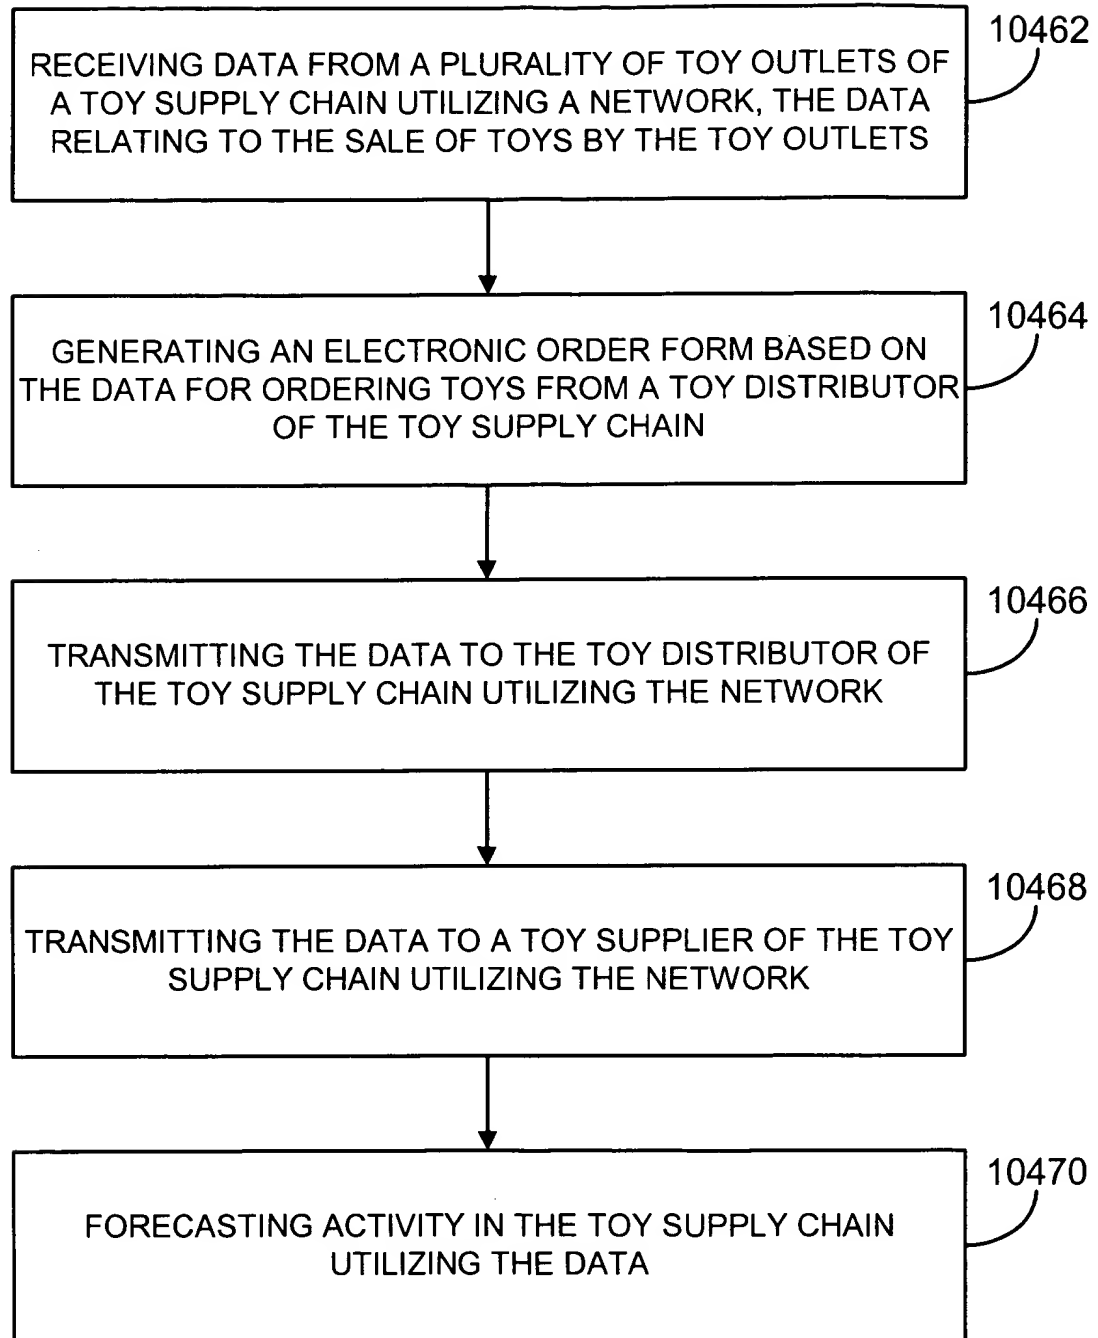 10462
RECEIVING DATA FROM A PLURALITY OF TOY OUTLETS OF
A TOY SUPPLY CHAIN UTILIZING A NETWORK, THE DATA
RELATING TO THE SALE OF TOYS BY THE TOY OUTLETS
10464
GENERATING AN ELECTRONIC ORDER FORM BASED ON
THE DATA FOR ORDERING TOYS FROM A TOY DISTRIBUTOR
OF THE TOY SUPPLY CHAIN
10466
TRANSMITTING THE DATA TO THE TOY DISTRIBUTOR OF
THE TOY SUPPLY CHAIN UTILIZING THE NETWORK
10468
TRANSMITTING THE DATA TO A TOY SUPPLIER OF THE TOY
SUPPLY CHAIN UTILIZING THE NETWORK
10470
FORECASTING ACTIVITY IN THE TOY SUPPLY CHAIN
UTILIZING THE DATA